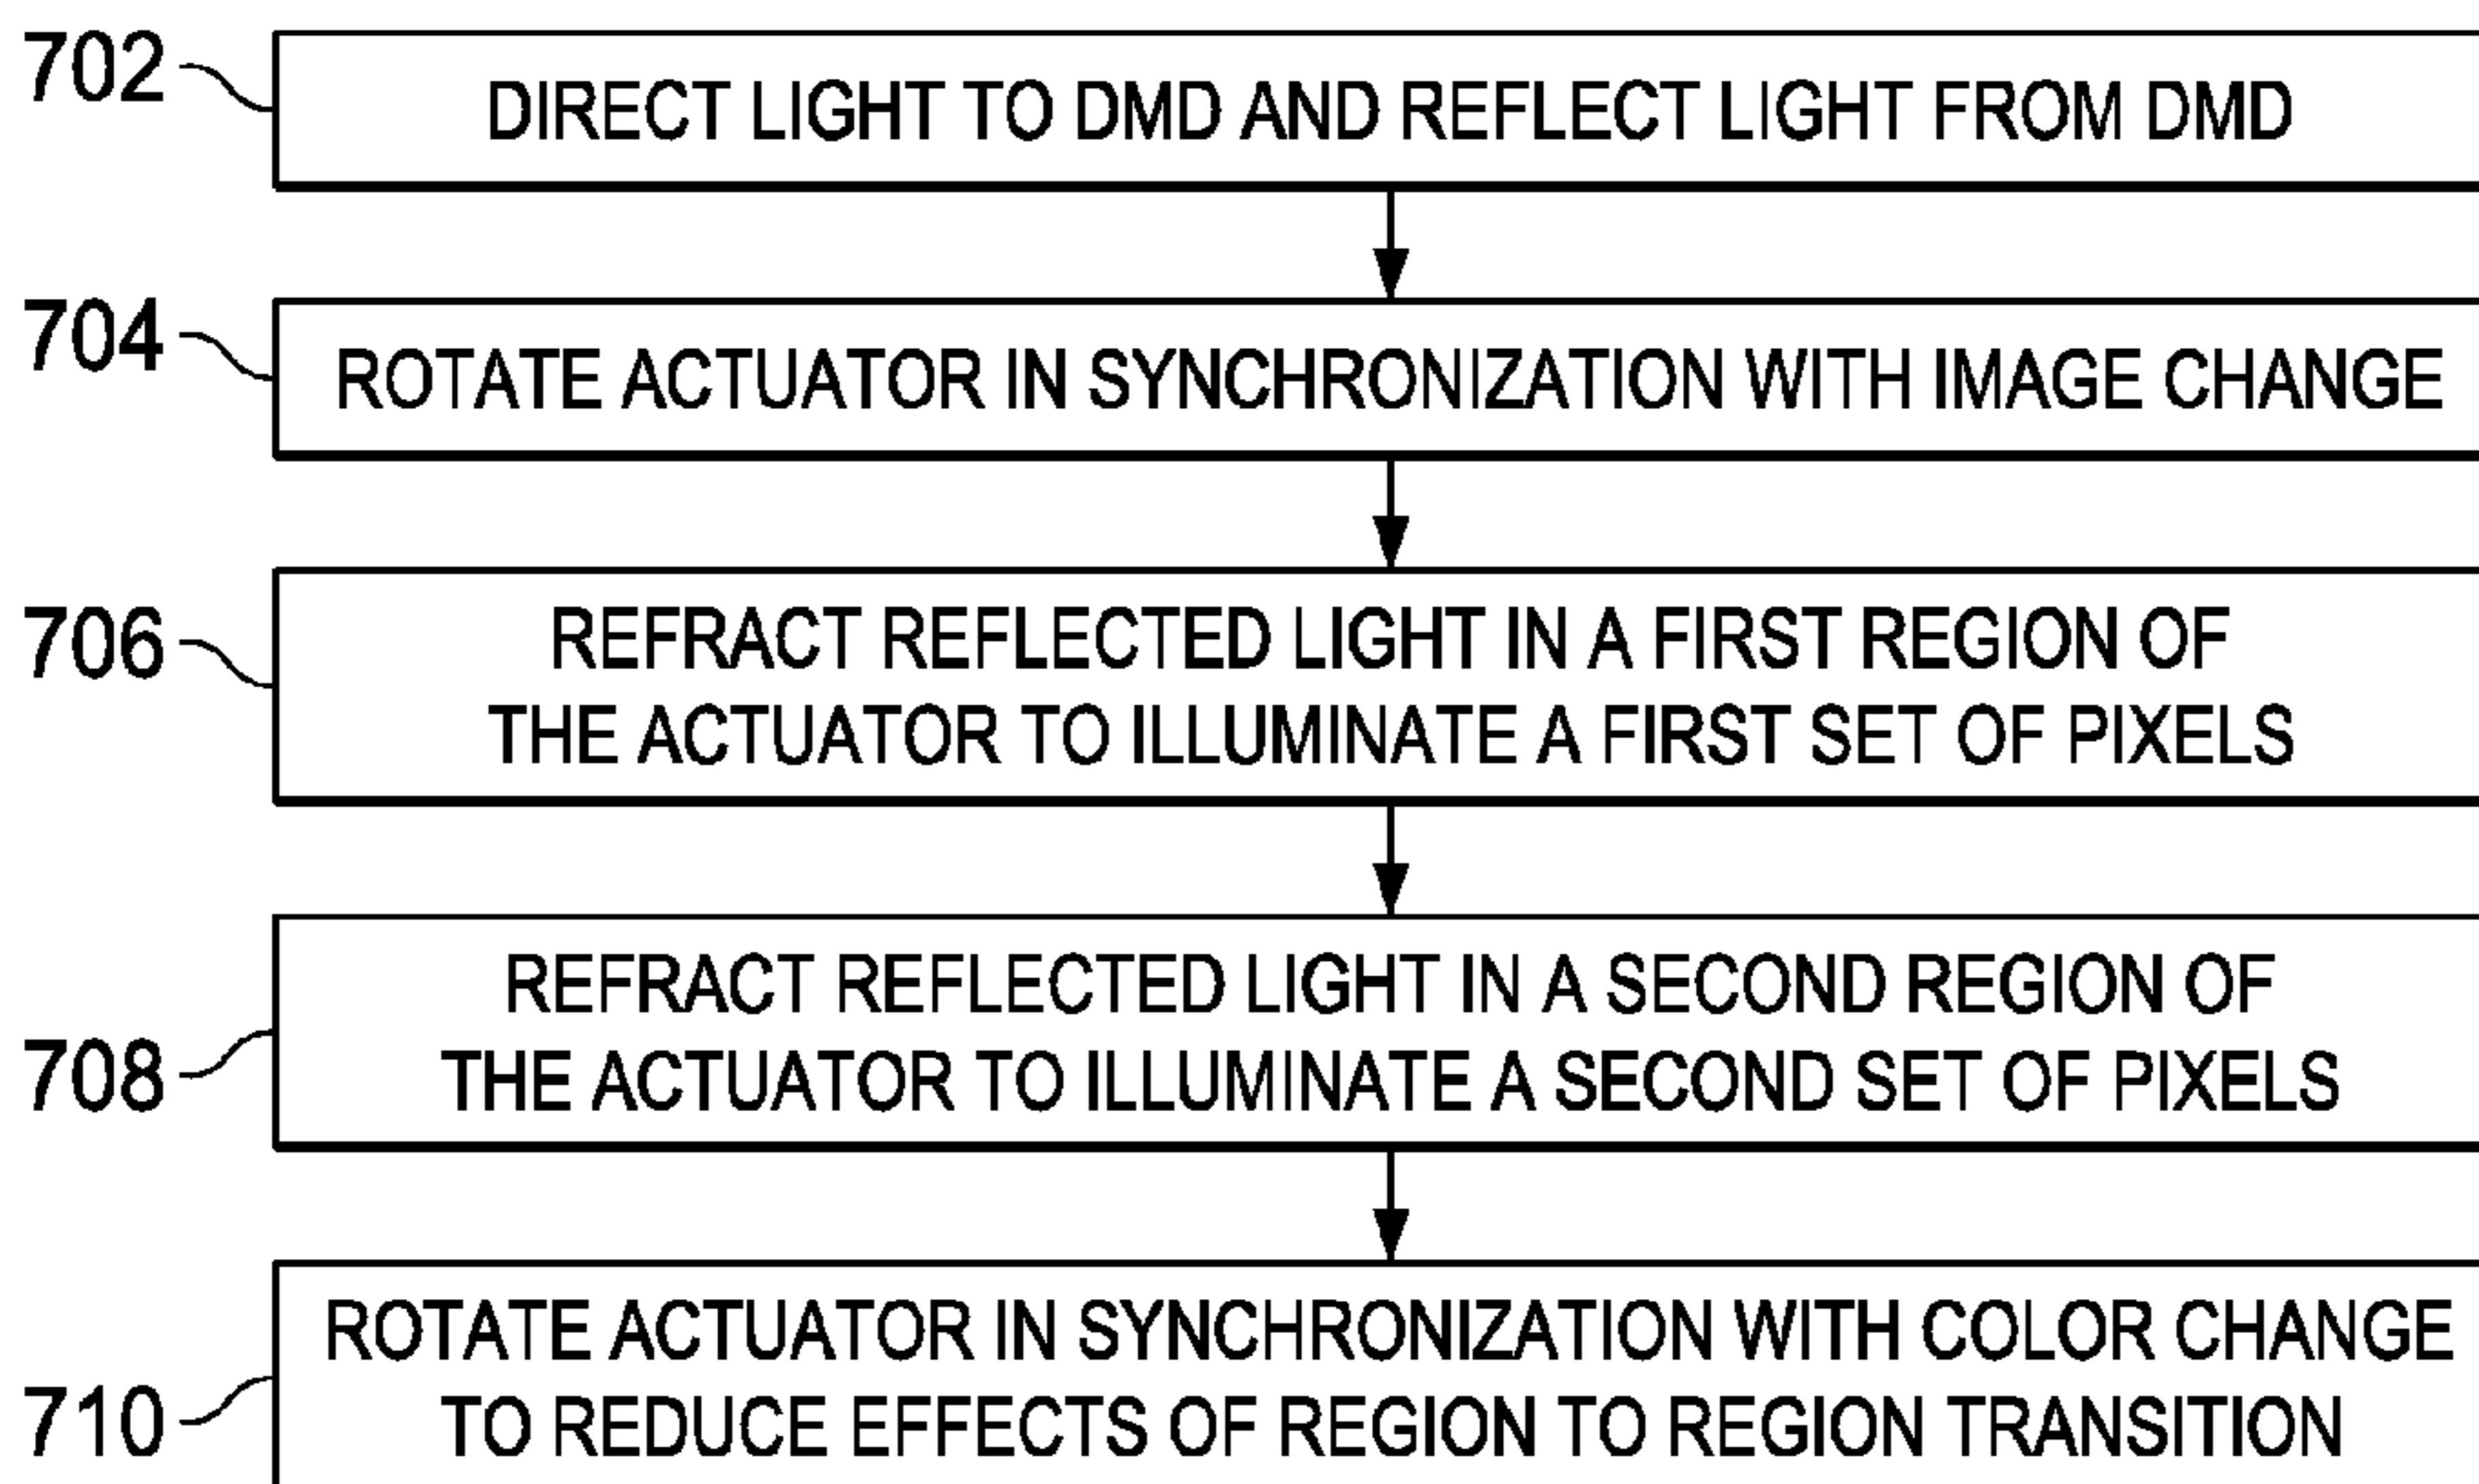 702
DIRECT LIGHT TO DMD AND REFLECT LIGHT FROM DMD
704
ROTATE ACTUATOR IN SYNCHRONIZATION WITH IMAGE CHANGE
706
REFRACT REFLECTED LIGHT IN A FIRST REGION OF
THE ACTUATOR TO ILLUMINATE A FIRST SET OF PIXELS
708
REFRACT REFLECTED LIGHT IN A SECOND REGION OF
THE ACTUATOR TO ILLUMINATE A SECOND SET OF PIXELS
710
ROTATE ACTUATOR IN SYNCHRONIZATION WITH COLOR CHANGE
TO REDUCE EFFECTS OF REGION TO REGION TRANSITION